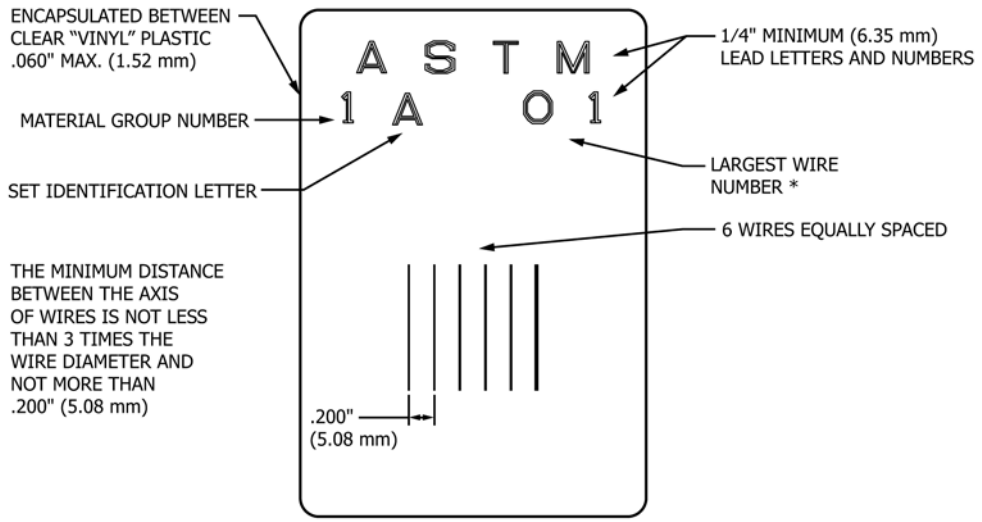 ENCAPSULATED BETWEEN
CLEAR “VINYL” PLASTIC
.060" MAX. (1.52 mm)
MATERIAL GROUP NUMBER
SET IDENTIFICATION LETTER
THE MINIMUM DISTANCE
BETWEEN THE AXIS
OF WIRES IS NOT LESS
THAN 3 TIMES THE
WIRE DIAMETER AND
NOT MORE THAN
.200" (5.08 mm)
A S T M
1 A O 1
.200"
(5.08 mm)
1/4" MINIMUM (6.35 mm)
LEAD LETTERS AND NUMBERS
LARGEST WIRE
NUMBER *
6 WIRES EQUALLY SPACED